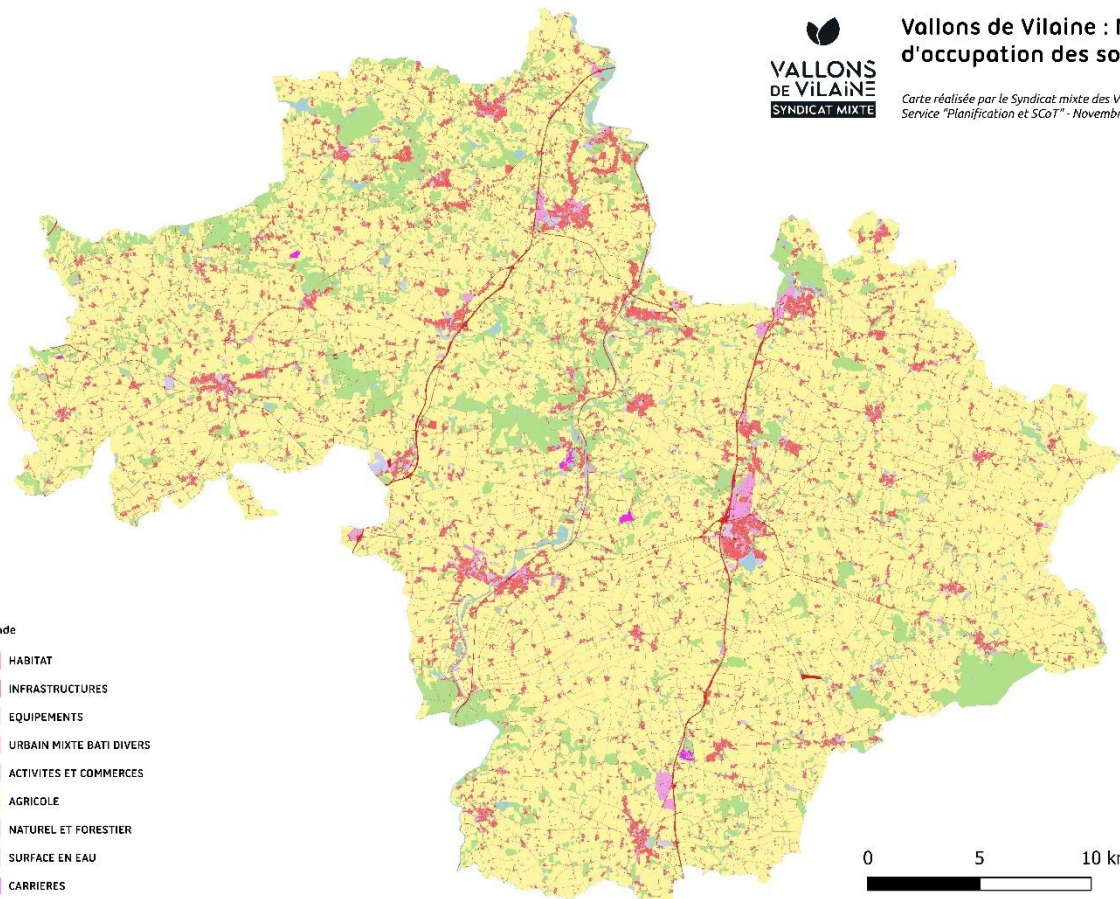 VALLONS
DE VILAINE
SYNDICAT MIXTE
Vallons de Vilaine :
d'occupation des
Carte réalisée par le Syndicat mixte des
Service "Planification et SCoT" -
HABITAT
INFRASTRUCTURES
EQUIPEMENTS
URBAIN MIXTE BATI DIVERS
ACTIVITES ET COMMERCES
AGRICOLE
NATUREL ET FORESTIER
SURFACE EN EAU
CARRIERES
0 5 10